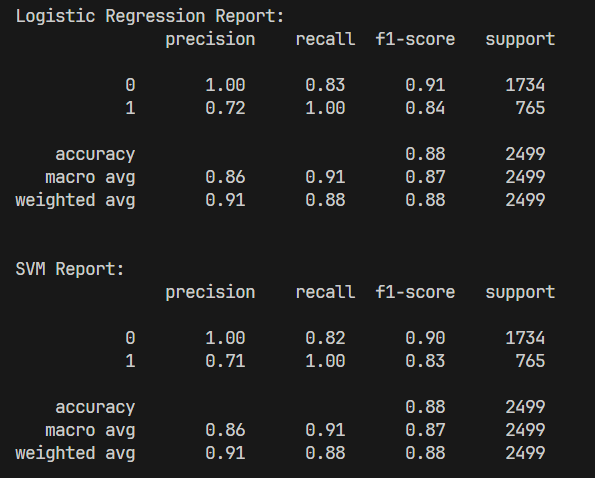 Logistic Regression Report:
precision recall f1-score support
0 1.00 0.83 0.91 1734
1 0.72 1.00 0.84 765
accuracy 0.88 2499
macro avg 0.86 0.91 0.87 2499
weighted avg 0.91 0.88 0.88 2499
SVM Report:
precision recall f1-score support
0 1.00 0.82 0.90 1734
1 0.71 1.00 0.83 765
accuracy 0.88 2499
macro avg 0.86 0.91 0.87 2499
weighted avg 0.91 0.88 0.88 2499